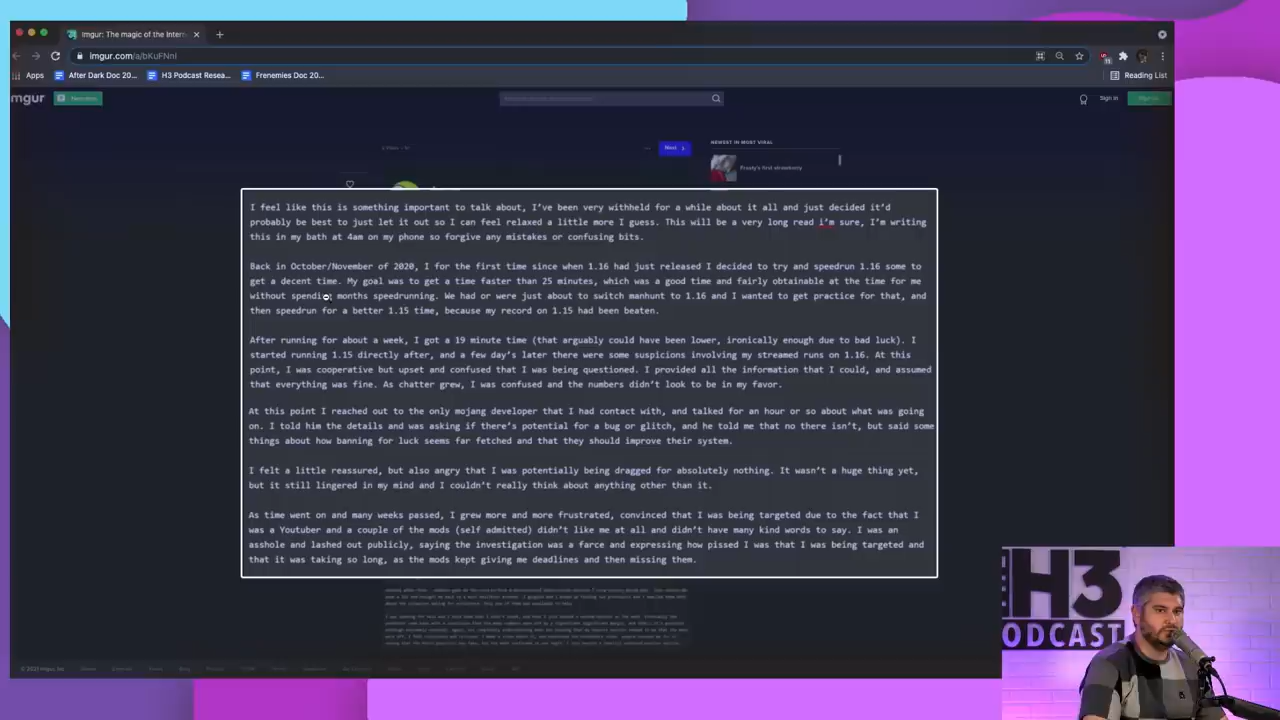 Imgur: The magic of the Intern
imgur.com/a/bKuFNnI
Apps After Dark Doc 20... H3 Podcast Resea... Frenemies Doc 20...
Reading List
imgur
Sign in
Next
NEWEST IN MOST VIRAL
Frosty's first strawberry
I feel like this is something important to talk about, I've been very withheld for a while about it all and just decided it'd
probably be best to just let it out so I can feel relaxed a little more I guess. This will be a very long read i'm sure, I'm writing
this in my bath at 4am on my phone so forgive any mistakes or confusing bits.
Back in October/November of 2020, I for the first time since when 1.16 had just released I decided to try and speedrun 1.16 some to
get a decent time. My goal was to get a time faster than 25 minutes, which was a good time and fairly obtainable at the time for me
without spending months speedrunning. We had or were just about to switch manhunt to 1.16 and I wanted to get practice for that, and
then speedrun for a better 1.15 time, because my record on 1.15 had been beaten.
After running for about a week, I got a 19 minute time (that arguably could have been lower, ironically enough due to bad luck). I
started running 1.15 directly after, and a few day's later there were some suspicions involving my streamed runs on 1.16. At this
point, I was cooperative but upset and confused that I was being questioned. I provided all the information that I could, and assumed
that everything was fine. As chatter grew, I was confused and the numbers didn't look to be in my favor.
At this point I reached out to the only mojang developer that I had contact with, and talked for an hour or so about what was going
on. I told him the details and was asking if there's potential for a bug or glitch, and he told me that no there isn't, but said some
things about how banning for luck seems far fetched and that they should improve their system.
I felt a little reassured, but also angry that I was potentially being dragged for absolutely nothing. It wasn't a huge thing yet,
but it still lingered in my mind and I couldn't really think about anything other than it.
As time went on and many weeks passed, I grew more and more frustrated, convinced that I was being targeted due to the fact that I
was a Youtuber and a couple of the mods (self admitted) didn't like me at all and didn't have many kind words to say. I was an
asshole and lashed out publicly, saying the investigation was a farce and expressing how pissed I was that I was being targeted and
that it was taking so long, as the mods kept giving me deadlines and then missing them.
H3
PODCAST